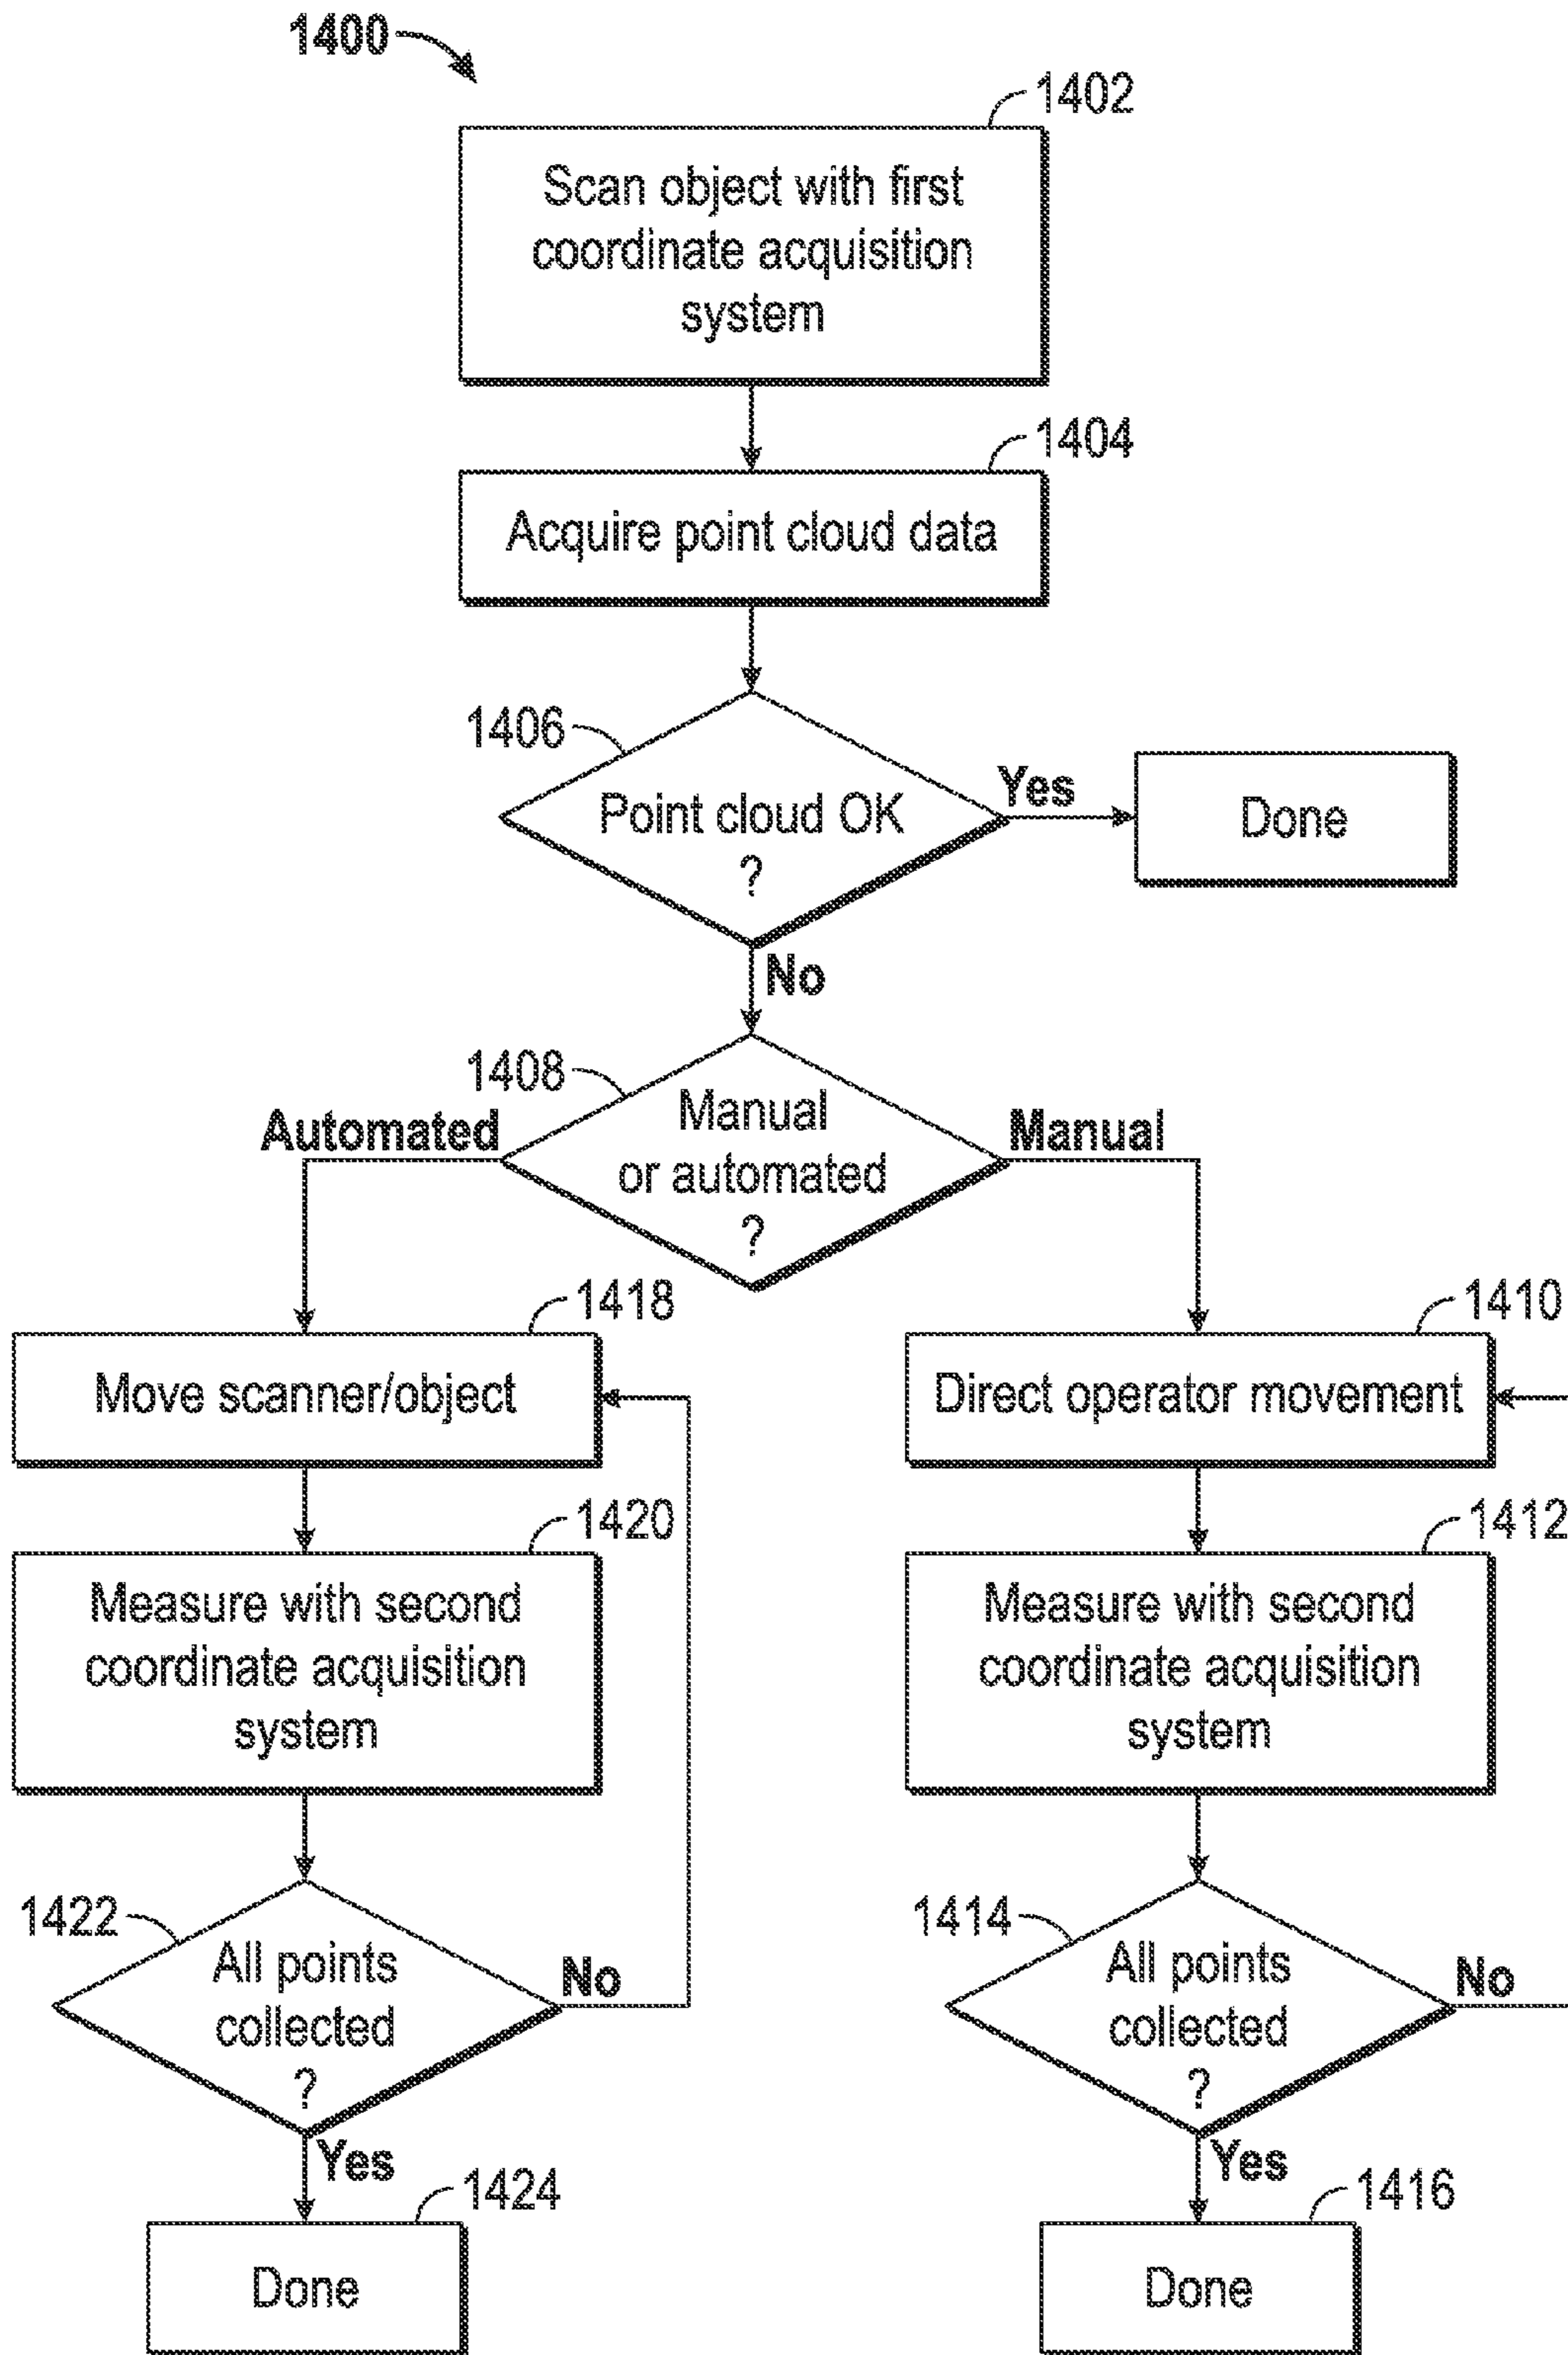 1400
1402
Scan object with first
coordinate acquisition
system
1404
Acquire point cloud data
1406
Point cloud OK
?
Yes
Done
No
1408
Manual
or automated
?
Automated
Manual
1418
Move scanner/object
1410
Direct operator movement
1420
Measure with second
coordinate acquisition
system
1412
Measure with second
coordinate acquisition
system
1422
All points
collected
?
No
1414
All points
collected
?
No
Yes
1424
Done
Yes
1416
Done